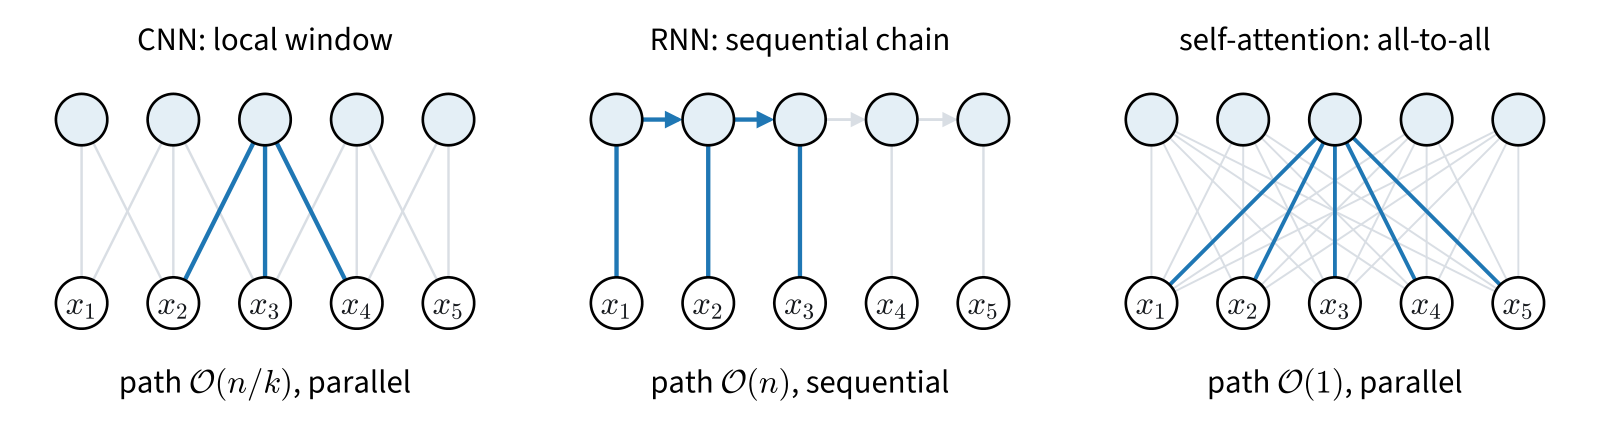 CNN: local window
RNN: sequential chain
self-attention: all-to-all
x₁ x₂ x₃ x₄ x₅
x₁ x₂ x₃ x₄ x₅
x₁ x₂ x₃ x₄ x₅
path 𝒪(n/k), parallel
path 𝒪(n), sequential
path 𝒪(1), parallel